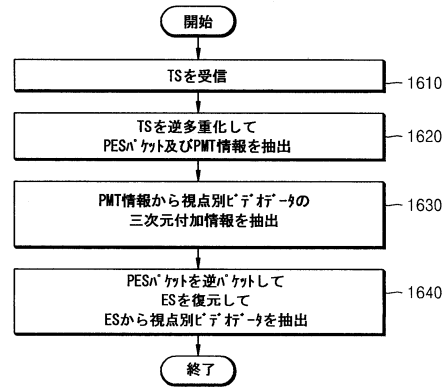 開始
TSを受信
1610
TSを逆多重化して
PESﾊﾟｹｯﾄ及びPMT情報を抽出
1620
PMT情報から視点別ﾋﾞﾃﾞｵﾃﾞｰﾀの
三次元付加情報を抽出
1630
PESﾊﾟｹｯﾄを逆ﾊﾟｹｯﾄして
ESを復元して
ESから視点別ﾋﾞﾃﾞｵﾃﾞｰﾀを抽出
1640
終了